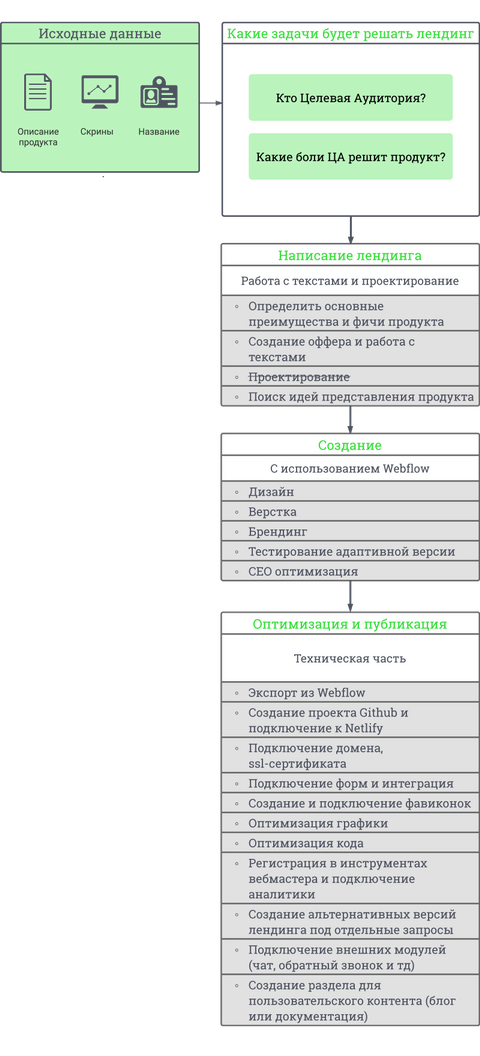 Исходные данные
Описание
продукта
Скрины
Название
Какие задачи будет решать лендинг
Кто Целевая Аудитория?
Какие боли ЦА решит продукт?
Написание лендинга
Работа с текстами и проектирование
◦ Определить основные
преимущества и фичи продукта
◦ Создание оффера и работа с
текстами
◦ Проектирование
◦ Поиск идей представления продукта
Создание
С использованием Webflow
◦ Дизайн
◦ Верстка
◦ Брендинг
◦ Тестирование адаптивной версии
◦ СЕО оптимизация
Оптимизация и публикация
Техническая часть
◦ Экспорт из Webflow
◦ Создание проекта Github и
подключение к Netlify
◦ Подключение домена,
ssl-сертификата
◦ Подключение форм и интеграция
◦ Создание и подключение фавиконок
◦ Оптимизация графики
◦ Оптимизация кода
◦ Регистрация в инструментах
вебмастера и подключение
аналитики
◦ Создание альтернативных версий
лендинга под отдельные запросы
◦ Подключение внешних модулей
(чат, обратный звонок и тд)
◦ Создание раздела для
пользовательского контента (блог
или документация)